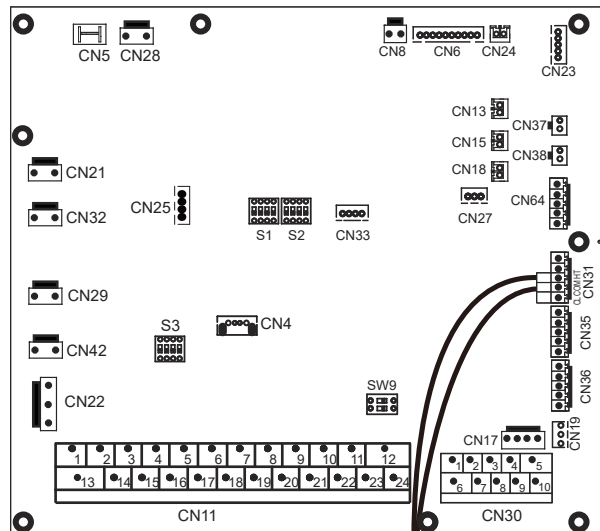 CN5
CN28
CN8
CN6
CN24
CN23
CN13
CN37
CN15
CN38
CN21
CN18
CN32
CN25
CN27
CN64
S1
S2
CN33
CN31
CL COM HT
CN29
CN4
S3
CN35
CN42
CN36
CN22
SW9
CN17
CN19
1 2 3 4 5 6 7 8 9 10 11 12
13 14 15 16 17 18 19 20 21 22 23 24
1 2 3 4 5
6 7 8 9 10
CN11
CN30